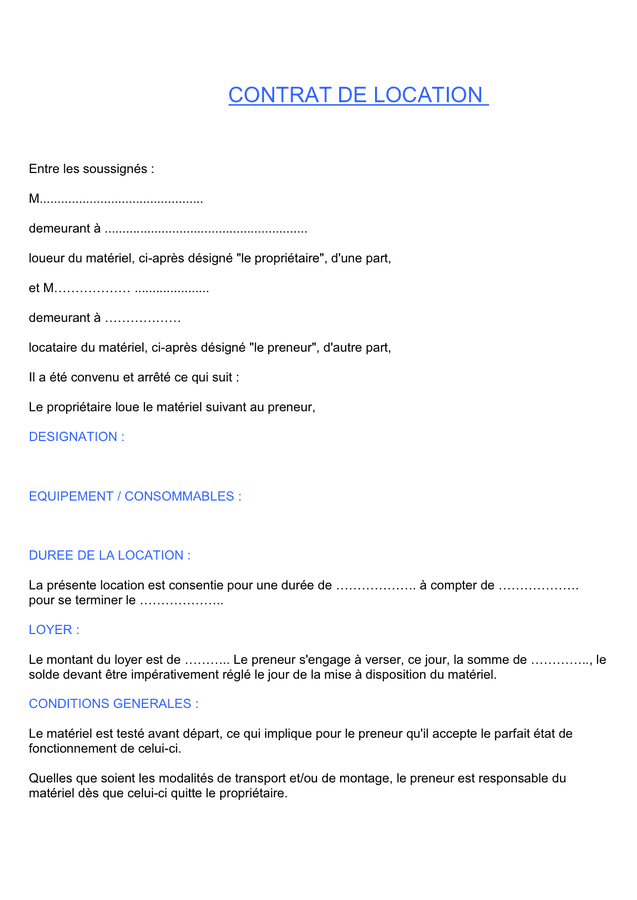 CONTRAT DE LOCATION
Entre les soussignés :
M..............................................
demeurant à .........................................................
loueur du matériel, ci-après désigné "le propriétaire", d'une part,
et M……………… .....................
demeurant à ………………
locataire du matériel, ci-après désigné "le preneur", d'autre part,
Il a été convenu et arrêté ce qui suit :
Le propriétaire loue le matériel suivant au preneur,
DESIGNATION :
EQUIPEMENT / CONSOMMABLES :
DUREE DE LA LOCATION :
La présente location est consentie pour une durée de ………………. à compter de ……………….
pour se terminer le ………………..
LOYER :
Le montant du loyer est de ……….. Le preneur s'engage à verser, ce jour, la somme de ………….., le
solde devant être impérativement réglé le jour de la mise à disposition du matériel.
CONDITIONS GENERALES :
Le matériel est testé avant départ, ce qui implique pour le preneur qu'il accepte le parfait état de
fonctionnement de celui-ci.
Quelles que soient les modalités de transport et/ou de montage, le preneur est responsable du
matériel dès que celui-ci quitte le propriétaire.